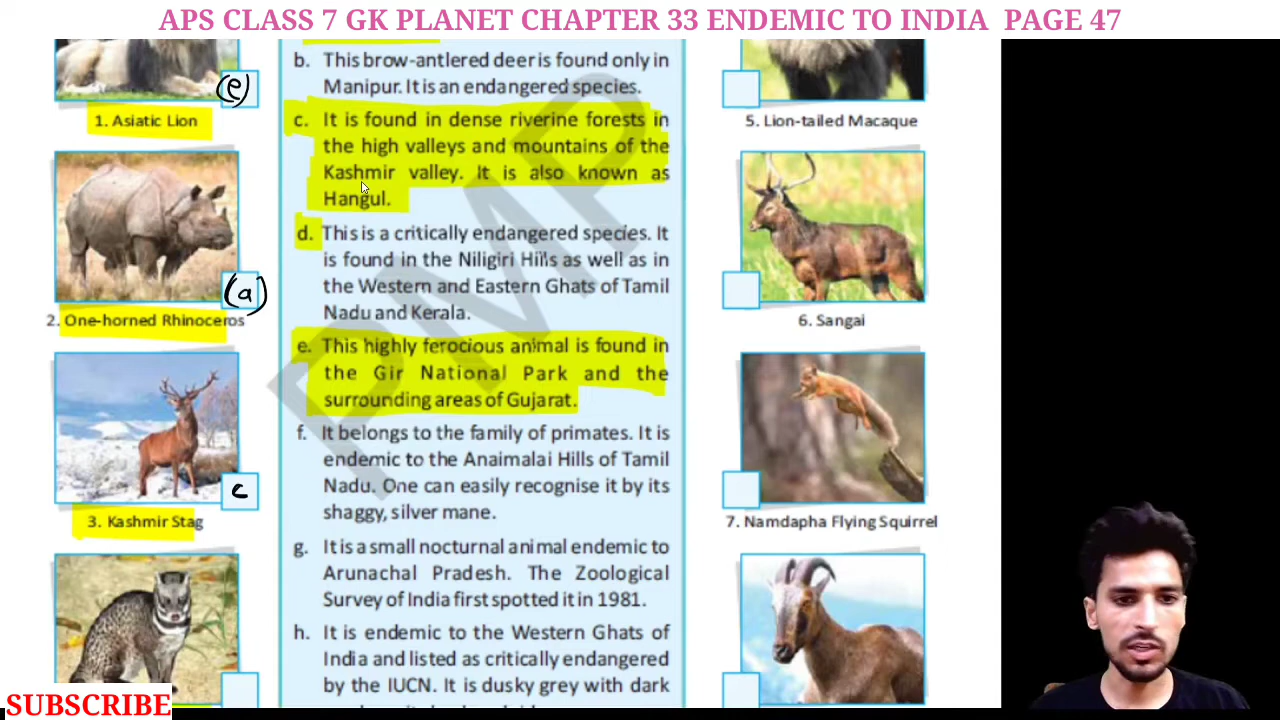 APS CLASS 7 GK PLANET CHAPTER 33 ENDEMIC TO INDIA PAGE 47
(e)
1. Asiatic Lion
(a)
2. One-horned Rhinoceros
c
3. Kashmir Stag
b. This brow-antlered deer is found only in
Manipur. It is an endangered species.
c. It is found in dense riverine forests in
the high valleys and mountains of the
Kashmir valley. It is also known as
Hangul.
d. This is a critically endangered species. It
is found in the Niligiri Hills as well as in
the Western and Eastern Ghats of Tamil
Nadu and Kerala.
e. This highly ferocious animal is found in
the Gir National Park and the
surrounding areas of Gujarat.
f. It belongs to the family of primates. It is
endemic to the Anaimalai Hills of Tamil
Nadu. One can easily recognise it by its
shaggy, silver mane.
g. It is a small nocturnal animal endemic to
Arunachal Pradesh. The Zoological
Survey of India first spotted it in 1981.
h. It is endemic to the Western Ghats of
India and listed as critically endangered
by the IUCN. It is dusky grey with dark
5. Lion-tailed Macaque
6. Sangai
7. Namdapha Flying Squirrel
PMP
SUBSCRIBE